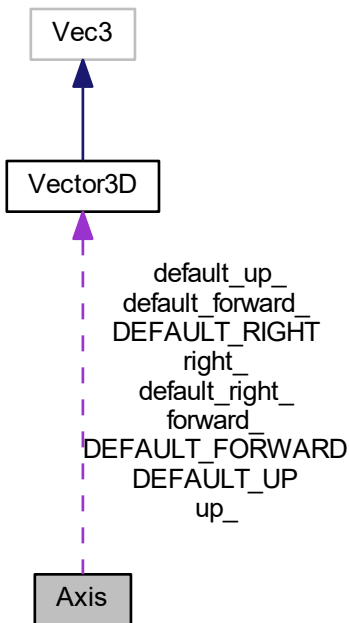 Vec3
Vector3D
default_up_
default_forward_
DEFAULT_RIGHT
right_
default_right_
forward_
DEFAULT_FORWARD
DEFAULT_UP
up_
Axis